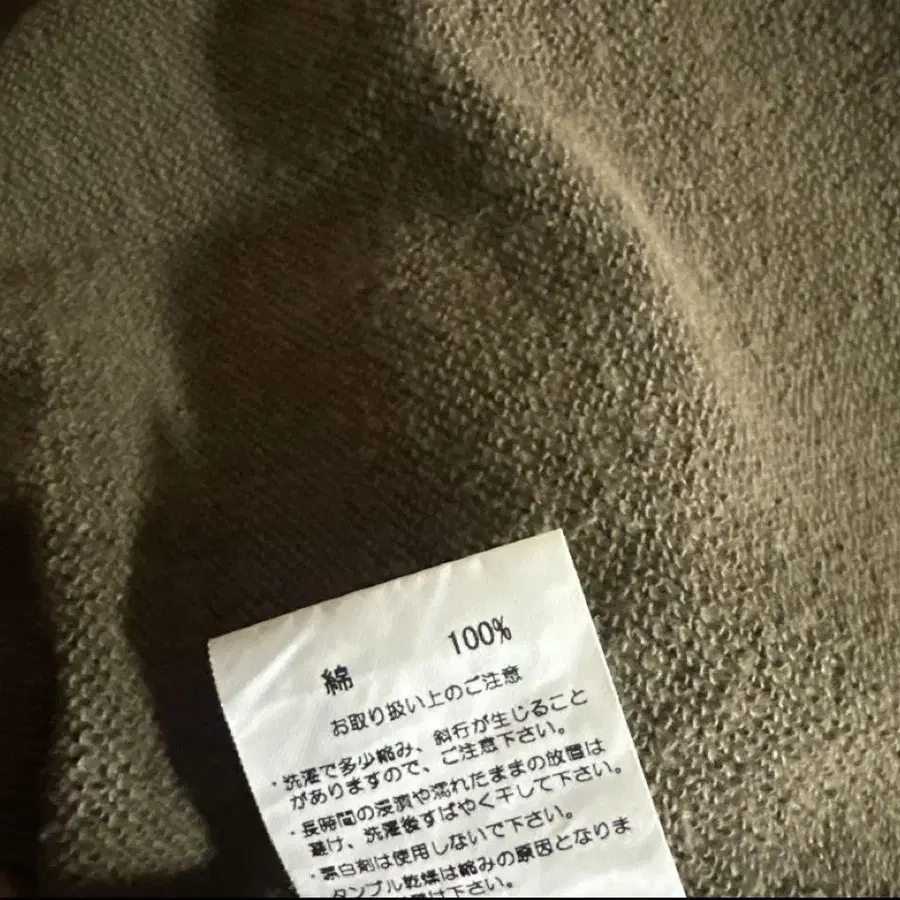 綿 100%
お取り扱い上のご注意
・洗濯で多少縮み、斜行が生じること
がありますので、ご注意下さい。
・長時間の浸漬や濡れたままの放置は
避け、洗濯後すばやく干して下さい。
・漂白剤は使用しないで下さい。
・タンブル乾燥は縮みの原因となりま
は下さい。